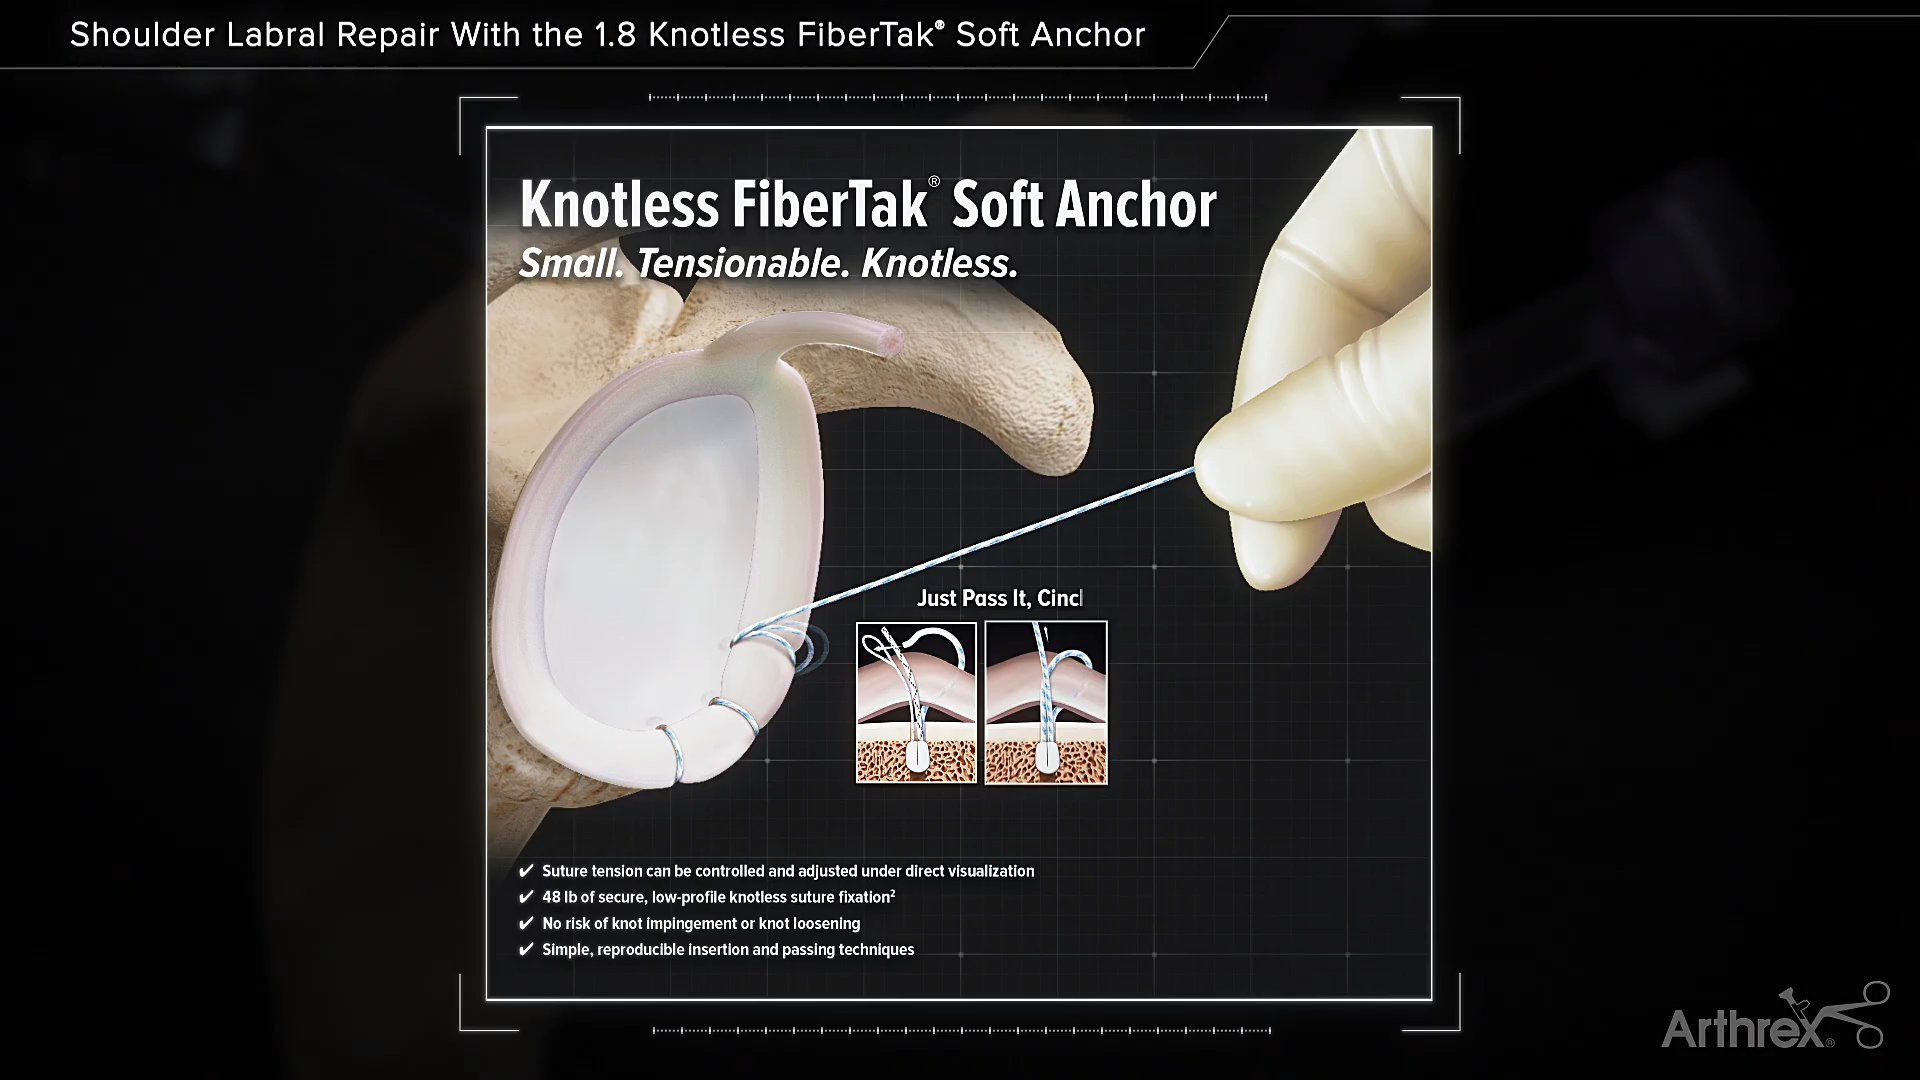 Shoulder Labral Repair With the 1.8 Knotless FiberTak® Soft Anchor
Knotless FiberTak® Soft Anchor
Small. Tensionable. Knotless.
Just Pass It, Cincl
✔ Suture tension can be controlled and adjusted under direct visualization
✔ 48 lb of secure, low-profile knotless suture fixation²
✔ No risk of knot impingement or knot loosening
✔ Simple, reproducible insertion and passing techniques
Arthrex®